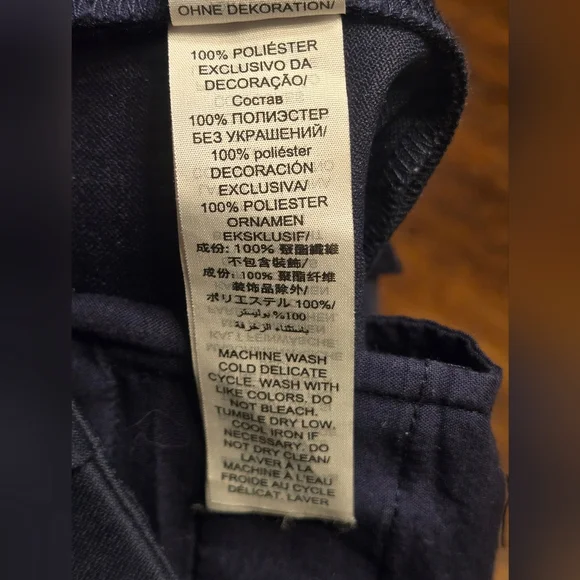 OHNE DEKORATION/
100% POLIÉSTER
EXCLUSIVO DA
DECORAÇÃO/
Состав
100% ПОЛИЭСТЕР
БЕЗ УКРАШЕНИЙ/
100% poliéster
DECORACIÓN
EXCLUSIVA/
100% POLIESTER
ORNAMEN
EKSKLUSIF/
成份: 100% 聚酯纖維
不包含裝飾/
成份: 100% 聚酯纤维
装饰品除外/
ポリエステル 100%/
100% بوليستر
باستثناء الزخرفة/
MACHINE WASH
COLD DELICATE
CYCLE. WASH WITH
LIKE COLORS. DO
NOT BLEACH.
TUMBLE DRY LOW.
COOL IRON IF
NECESSARY. DO
NOT DRY CLEAN/
LAVER À LA
MACHINE À L'EAU
FROIDE AU CYCLE
DÉLICAT. LAVER